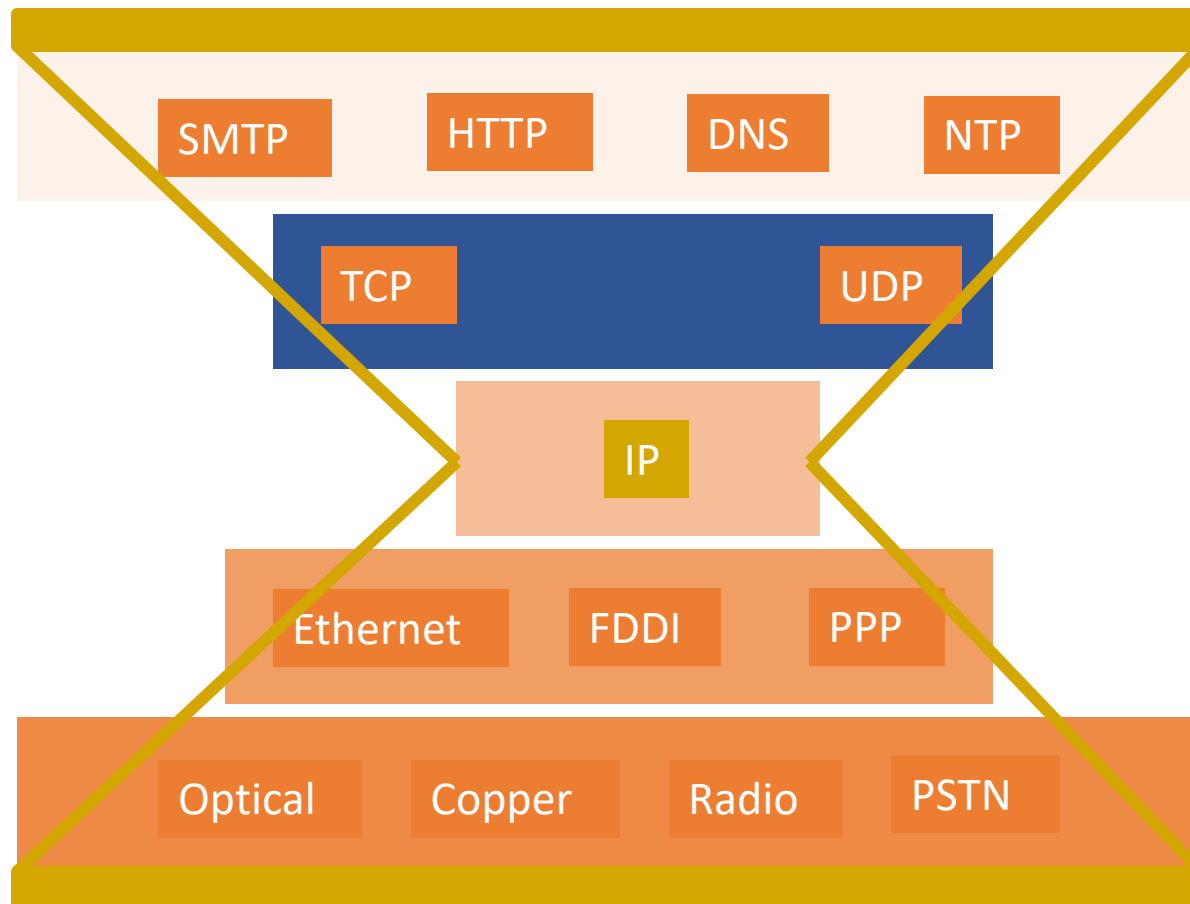 SMTP HTTP DNS NTP
TCP UDP
IP
Ethernet FDDI PPP
Optical Copper Radio PSTN